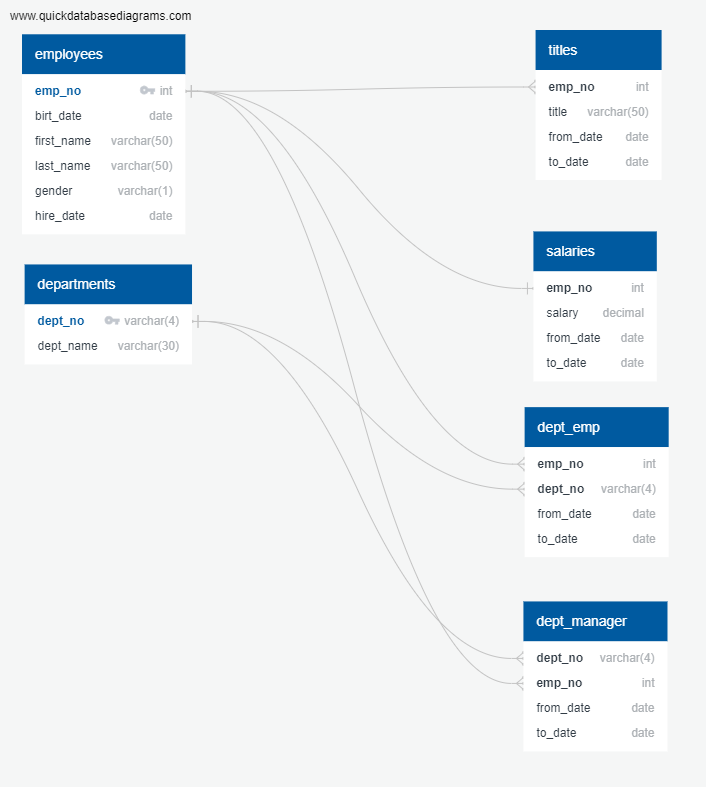 www.quickdatabasediagrams.com
employees
emp_no int
birt_date date
first_name varchar(50)
last_name varchar(50)
gender varchar(1)
hire_date date
departments
dept_no varchar(4)
dept_name varchar(30)
titles
emp_no int
title varchar(50)
from_date date
to_date date
salaries
emp_no int
salary decimal
from_date date
to_date date
dept_emp
emp_no int
dept_no varchar(4)
from_date date
to_date date
dept_manager
dept_no varchar(4)
emp_no int
from_date date
to_date date